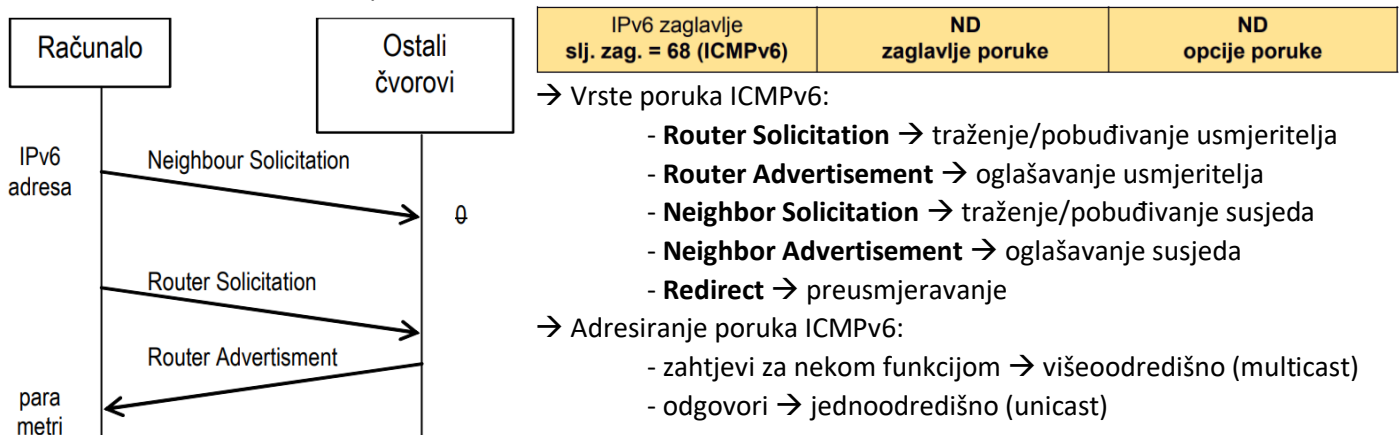 Računalo
Ostali
čvorovi
IPv6
adresa
Neighbour Solicitation
0
Router Solicitation
Router Advertisment
para
metri
IPv6 zaglavlje
slj. zag. = 68 (ICMPv6)
ND
zaglavlje poruke
ND
opcije poruke
→ Vrste poruka ICMPv6:
- Router Solicitation → traženje/pobuđivanje usmjeritelja
- Router Advertisement → oglašavanje usmjeritelja
- Neighbor Solicitation → traženje/pobuđivanje susjeda
- Neighbor Advertisement → oglašavanje susjeda
- Redirect → preusmjeravanje
→ Adresiranje poruka ICMPv6:
- zahtjevi za nekom funkcijom → višeodredišno (multicast)
- odgovori → jednoodredišno (unicast)